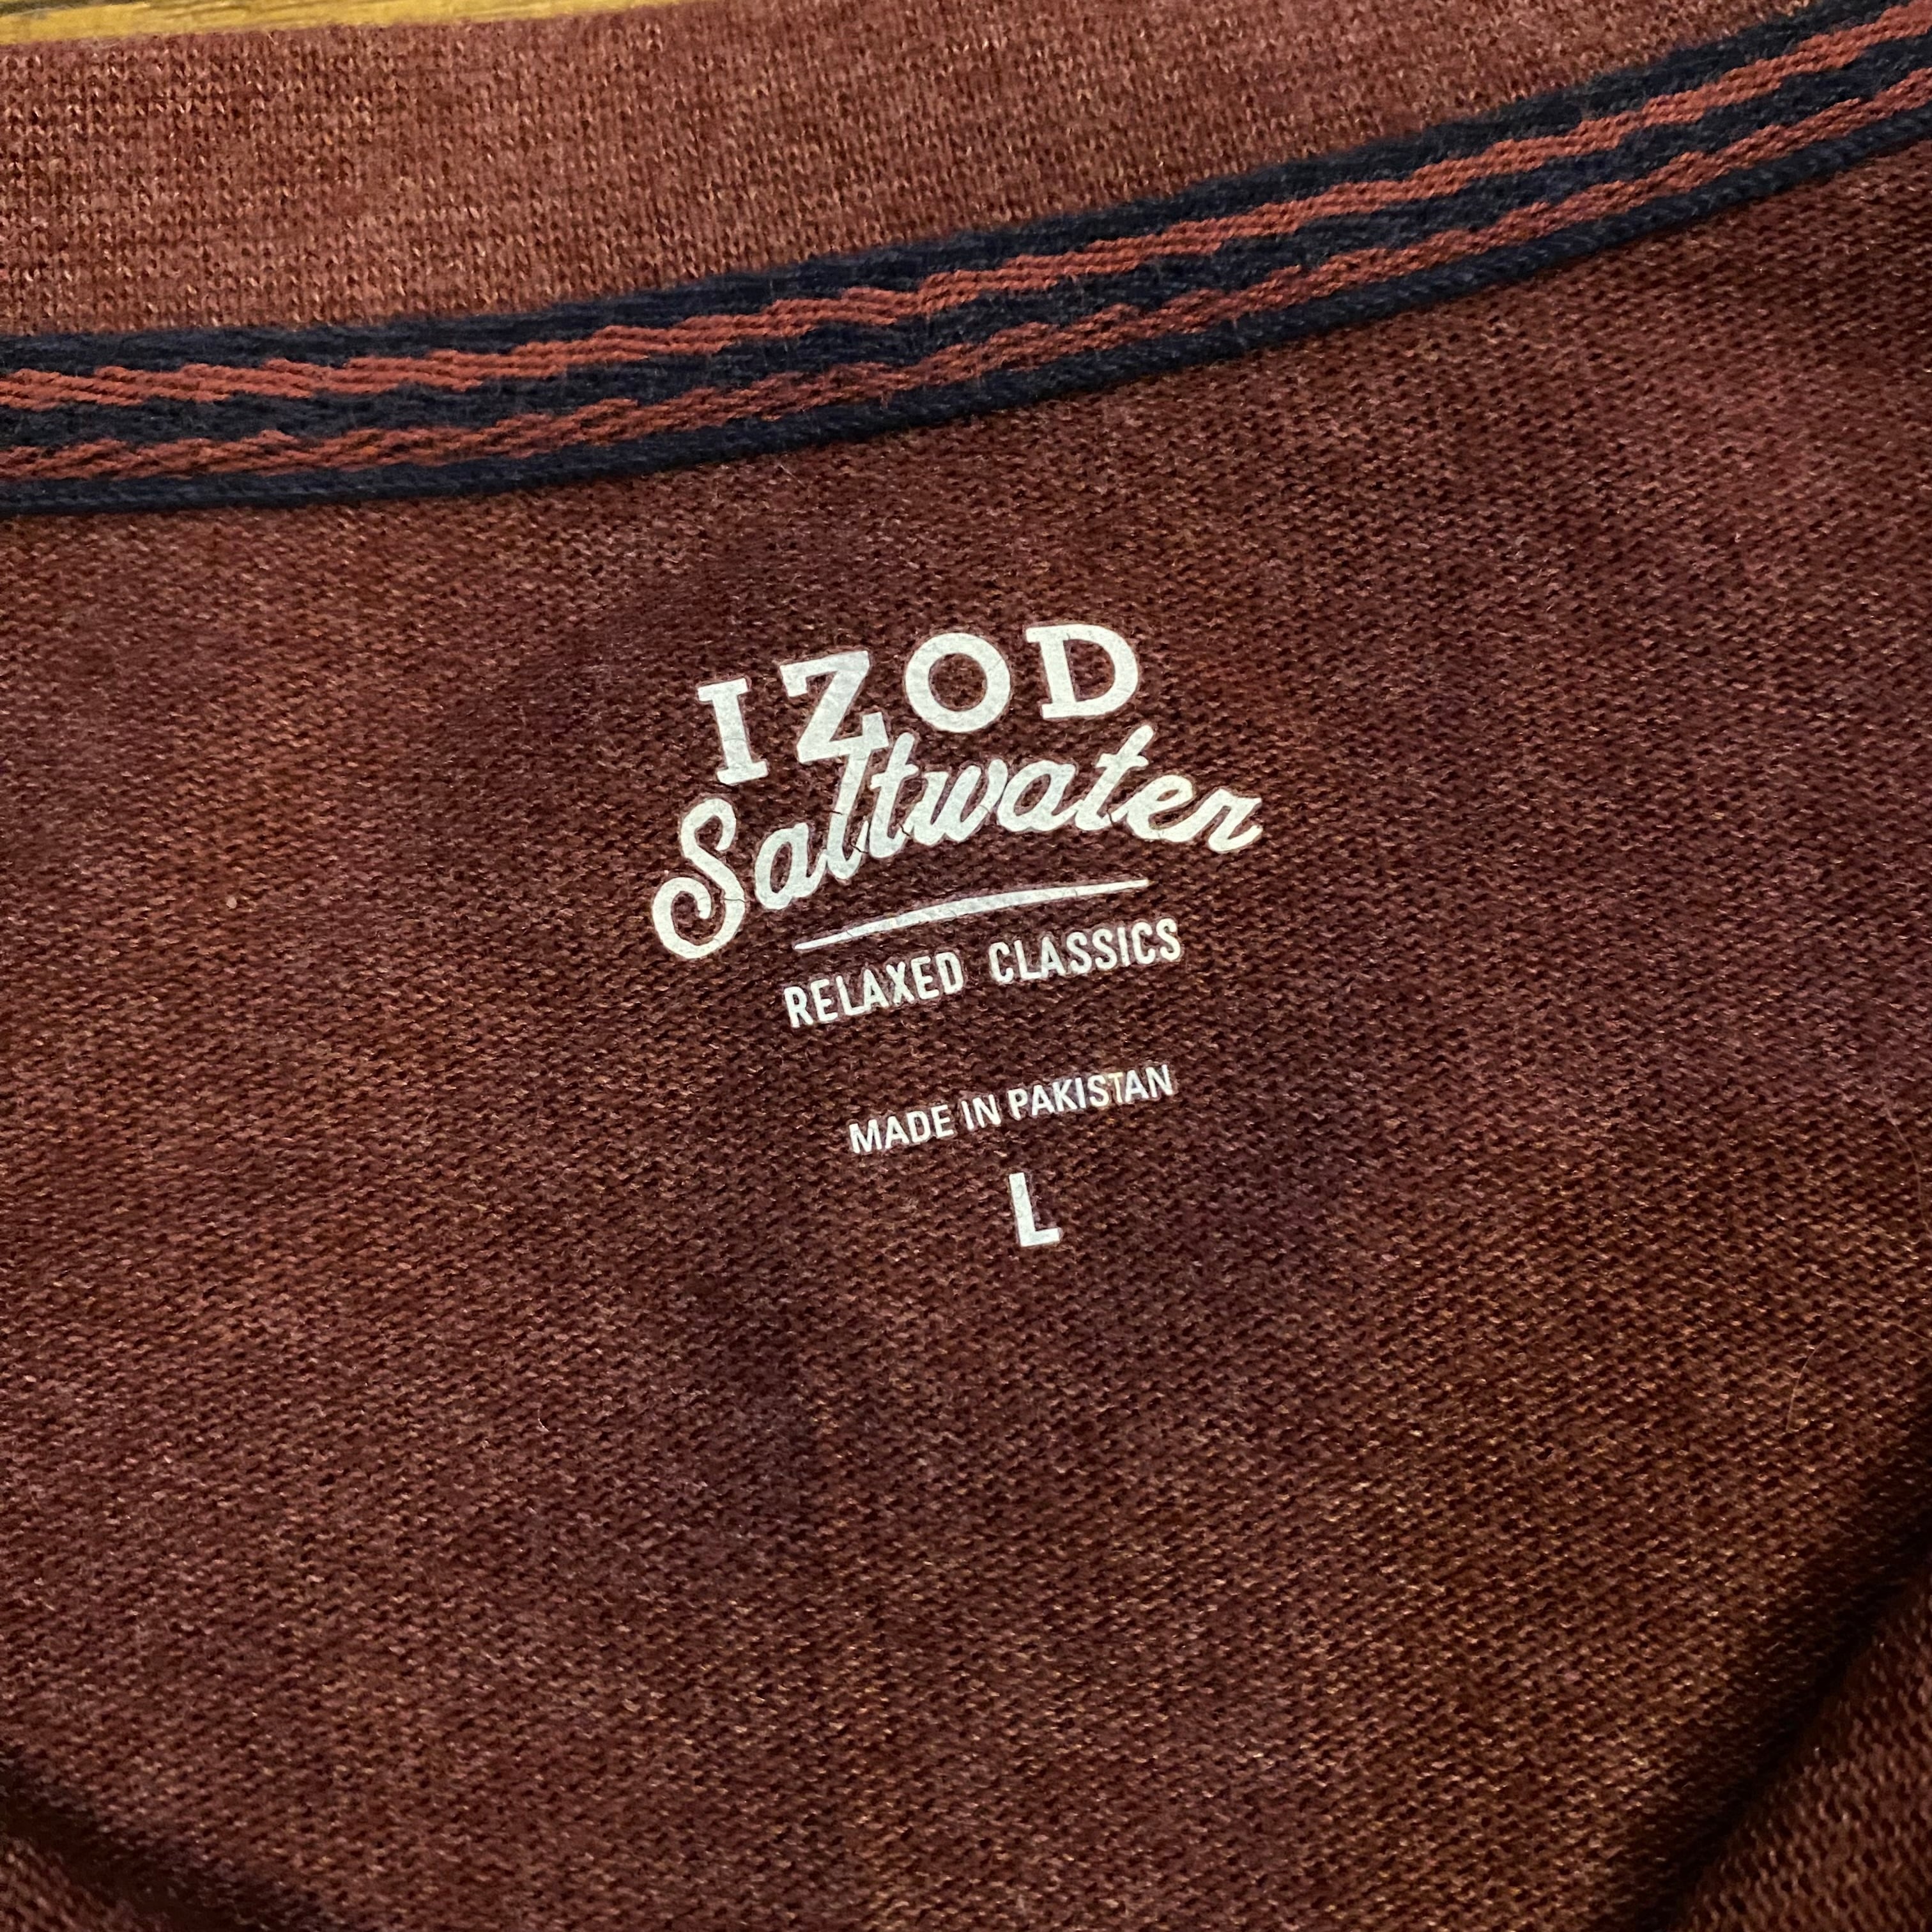 IZOD
Saltwater
RELAXED CLASSICS
MADE IN PAKISTAN
L